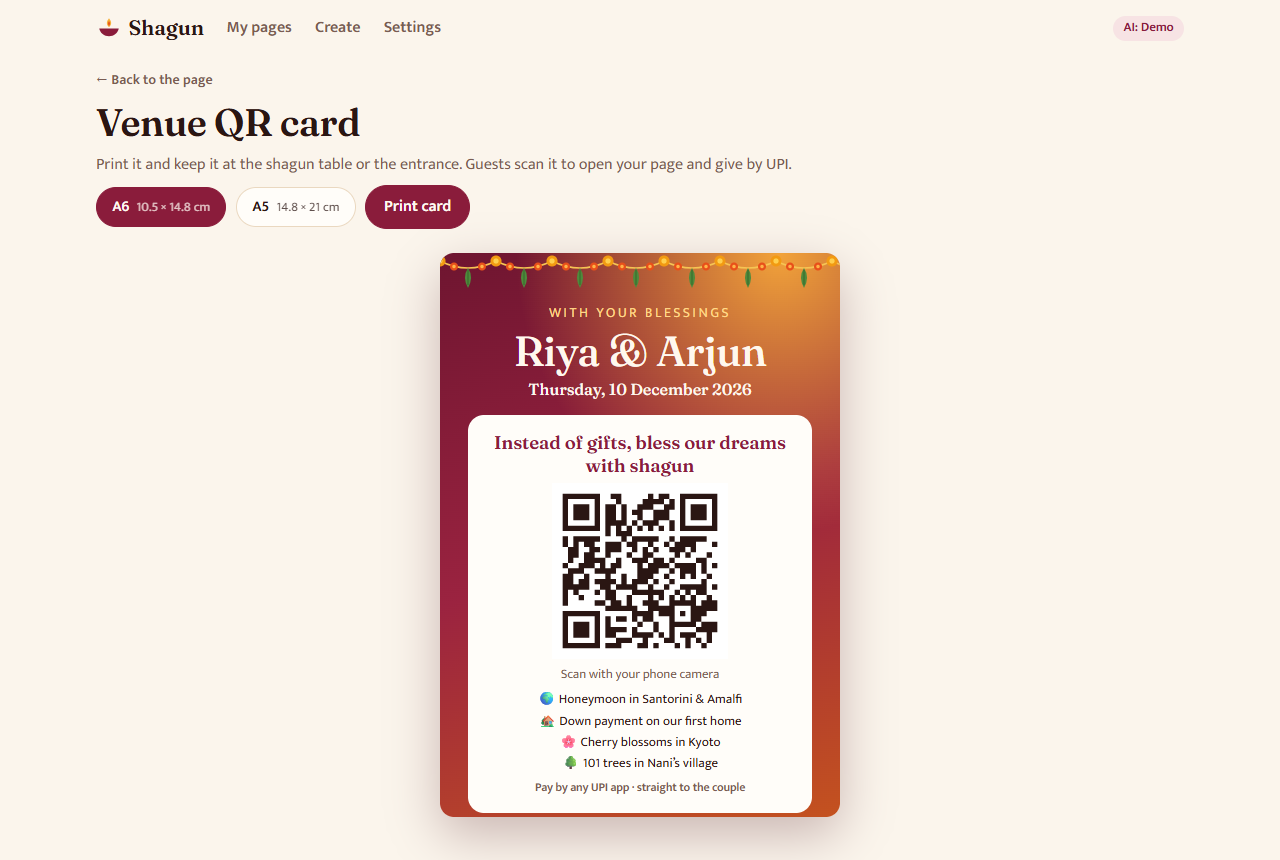 Shagun My pages Create Settings AI: Demo
← Back to the page
Venue QR card
Print it and keep it at the shagun table or the entrance. Guests scan it to open your page and give by UPI.
A6 10.5 × 14.8 cm A5 14.8 × 21 cm Print card
WITH YOUR BLESSINGS
Riya & Arjun
Thursday, 10 December 2026
Instead of gifts, bless our dreams
with shagun
Scan with your phone camera
Honeymoon in Santorini & Amalfi
Down payment on our first home
Cherry blossoms in Kyoto
101 trees in Nani’s village
Pay by any UPI app · straight to the couple